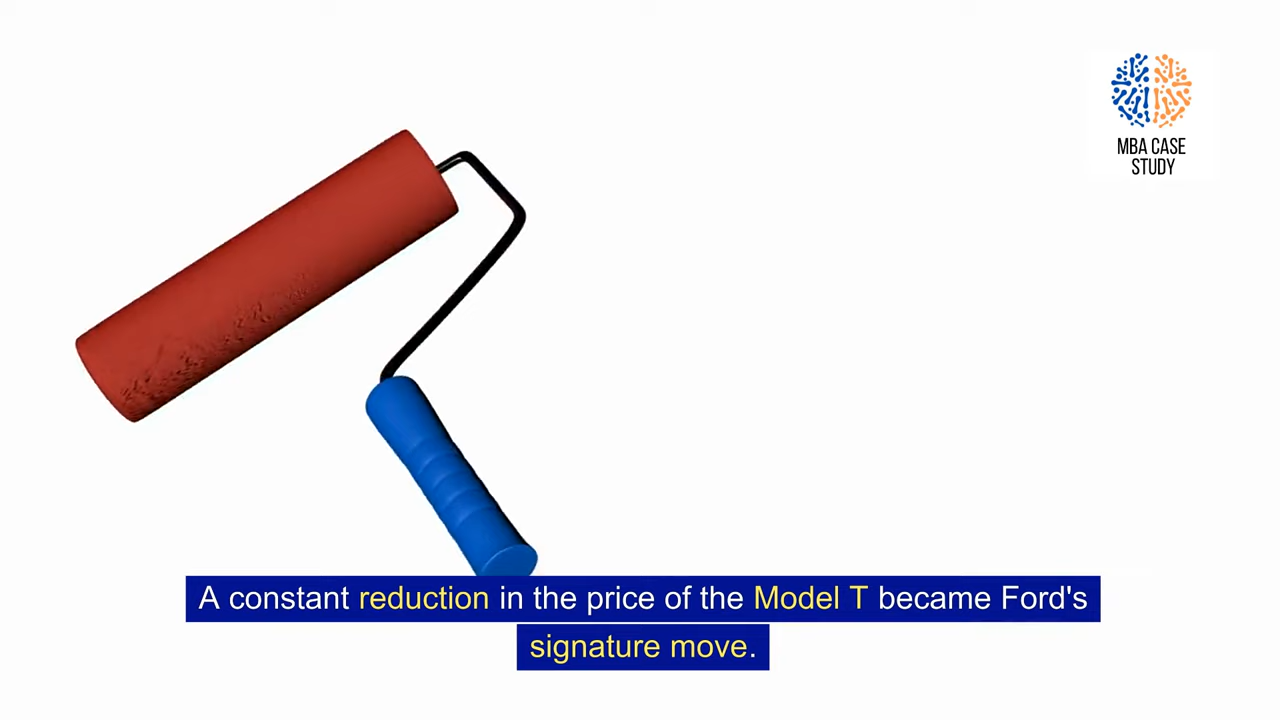 MBA CASE
STUDY
A constant reduction in the price of the Model T became Ford's
signature move.